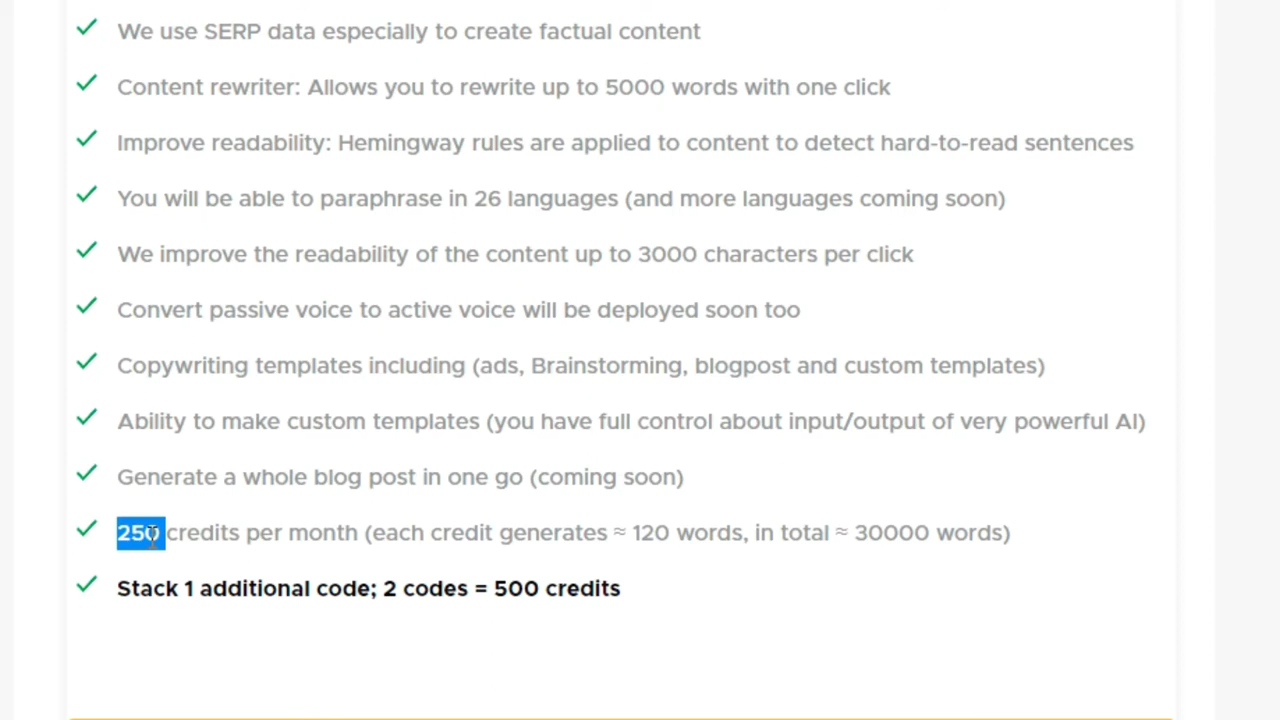 We use SERP data especially to create factual content
Content rewriter: Allows you to rewrite up to 5000 words with one click
Improve readability: Hemingway rules are applied to content to detect hard-to-read sentences
You will be able to paraphrase in 26 languages (and more languages coming soon)
We improve the readability of the content up to 3000 characters per click
Convert passive voice to active voice will be deployed soon too
Copywriting templates including (ads, Brainstorming, blogpost and custom templates)
Ability to make custom templates (you have full control about input/output of very powerful AI)
Generate a whole blog post in one go (coming soon)
250 credits per month (each credit generates ≈ 120 words, in total ≈ 30000 words)
Stack 1 additional code; 2 codes = 500 credits